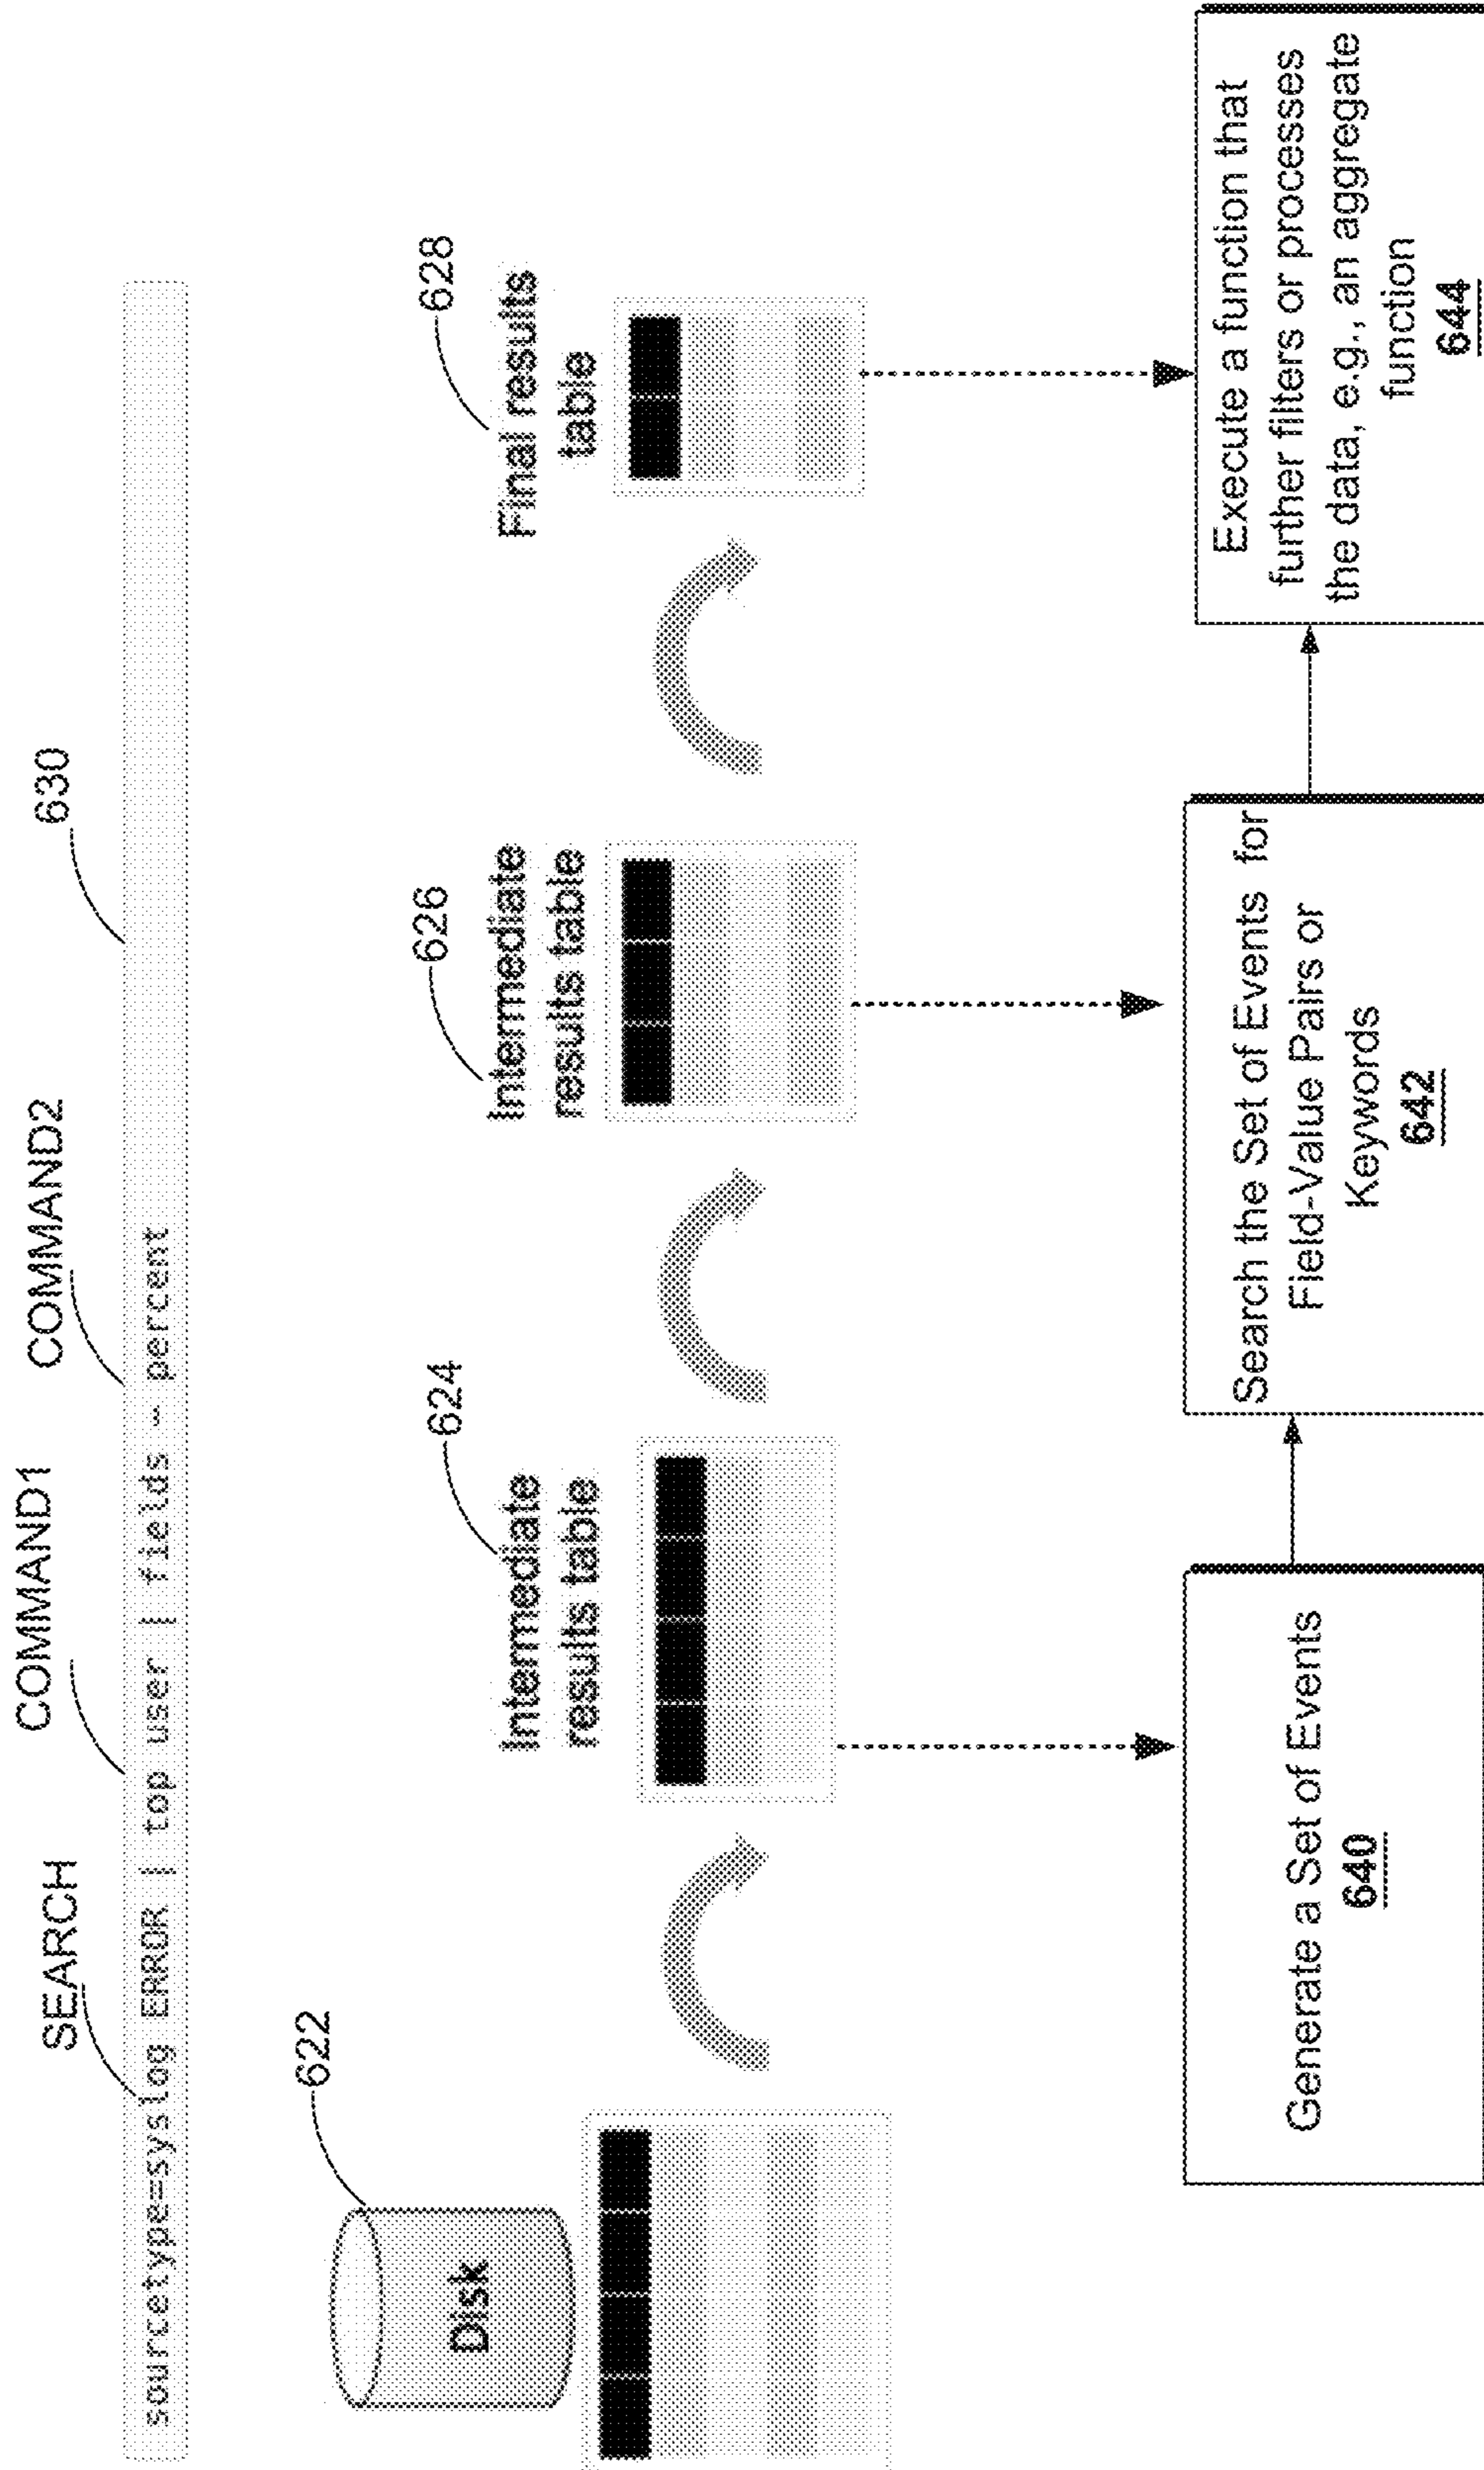 SEARCH
COMMAND1
COMMAND2
630
sourcetype=syslog ERROR | top user | fields – percent
622
Disk
624
Intermediate
results table
626
Intermediate
results table
628
Final results
table
Generate a Set of Events
640
Search the Set of Events for
Field-Value Pairs or
Keywords
642
Execute a function that
further filters or processes
the data, e.g., an aggregate
function
644